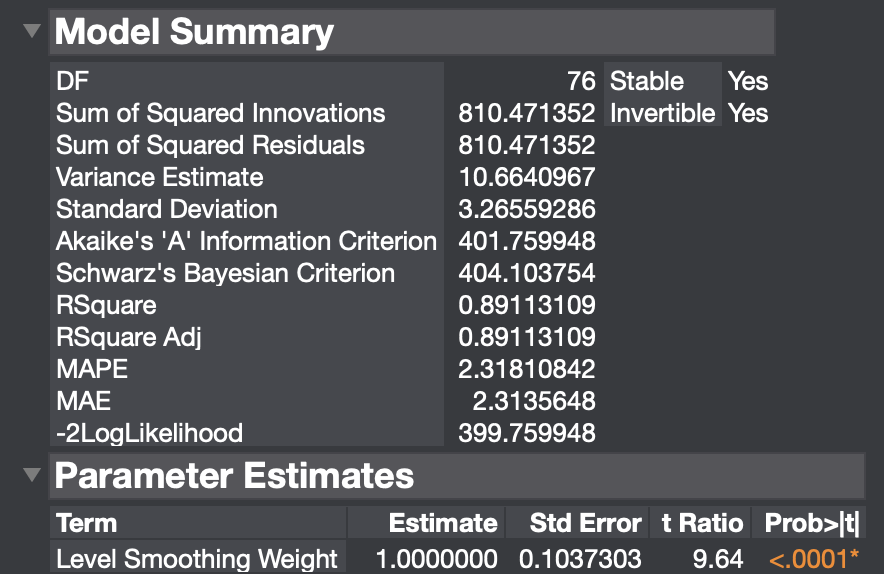 Model Summary
DF 76 Stable Yes
Sum of Squared Innovations 810.471352 Invertible Yes
Sum of Squared Residuals 810.471352
Variance Estimate 10.6640967
Standard Deviation 3.26559286
Akaike's 'A' Information Criterion 401.759948
Schwarz's Bayesian Criterion 404.103754
RSquare 0.89113109
RSquare Adj 0.89113109
MAPE 2.31810842
MAE 2.3135648
-2LogLikelihood 399.759948
Parameter Estimates
Term Estimate Std Error t Ratio Prob>|t|
Level Smoothing Weight 1.0000000 0.1037303 9.64 <.0001*